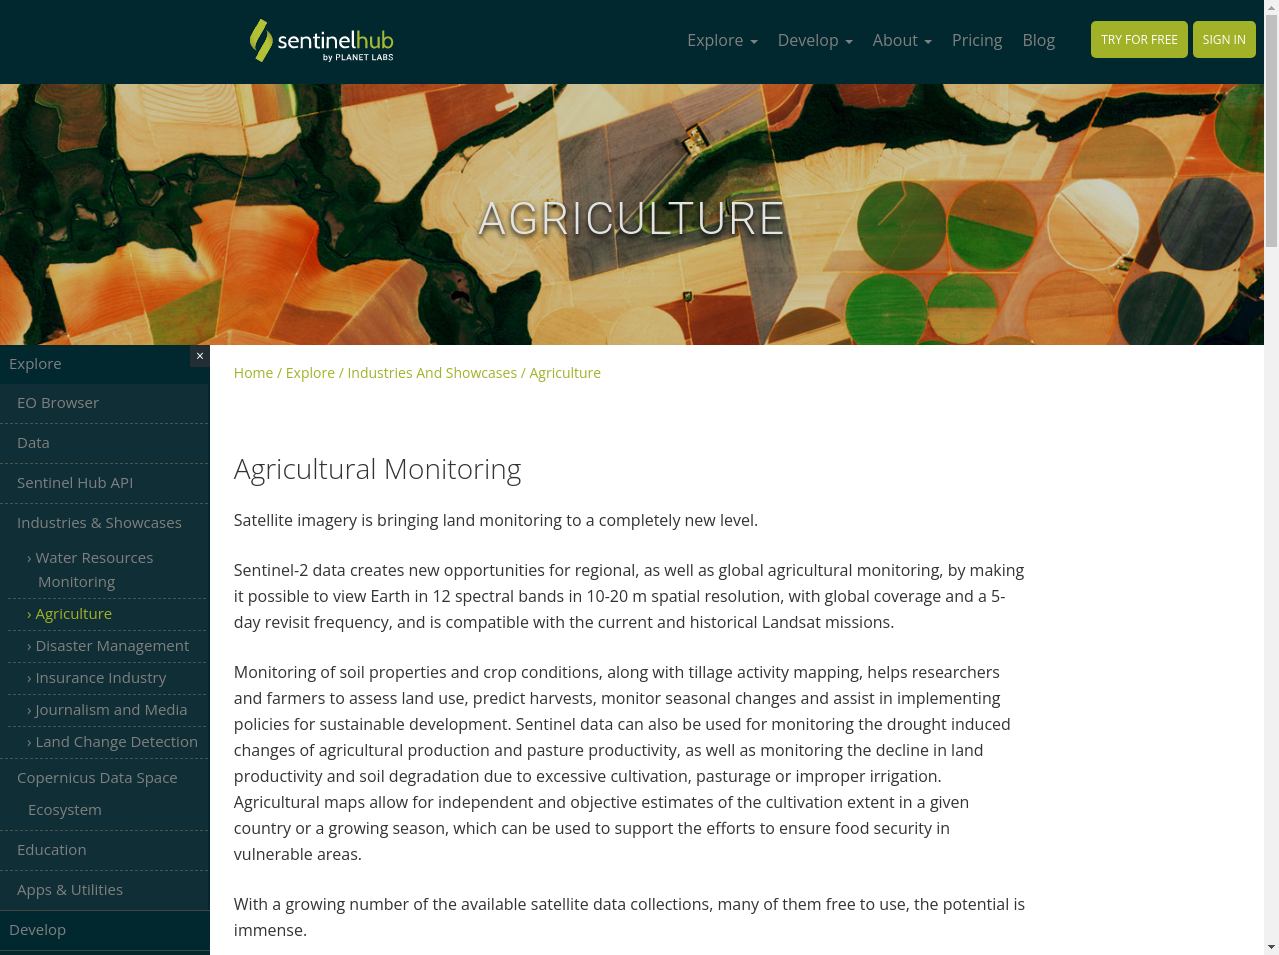 sentinelhub
by PLANET LABS
Explore
Develop
About
Pricing
Blog
TRY FOR FREE
SIGN IN
AGRICULTURE
×
Explore
EO Browser
Data
Sentinel Hub API
Industries & Showcases
› Water Resources
Monitoring
› Agriculture
› Disaster Management
› Insurance Industry
› Journalism and Media
› Land Change Detection
Copernicus Data Space
Ecosystem
Education
Apps & Utilities
Develop
Home / Explore / Industries And Showcases / Agriculture
Agricultural Monitoring
Satellite imagery is bringing land monitoring to a completely new level.
Sentinel-2 data creates new opportunities for regional, as well as global agricultural monitoring, by making
it possible to view Earth in 12 spectral bands in 10-20 m spatial resolution, with global coverage and a 5-
day revisit frequency, and is compatible with the current and historical Landsat missions.
Monitoring of soil properties and crop conditions, along with tillage activity mapping, helps researchers
and farmers to assess land use, predict harvests, monitor seasonal changes and assist in implementing
policies for sustainable development. Sentinel data can also be used for monitoring the drought induced
changes of agricultural production and pasture productivity, as well as monitoring the decline in land
productivity and soil degradation due to excessive cultivation, pasturage or improper irrigation.
Agricultural maps allow for independent and objective estimates of the cultivation extent in a given
country or a growing season, which can be used to support the efforts to ensure food security in
vulnerable areas.
With a growing number of the available satellite data collections, many of them free to use, the potential is
immense.